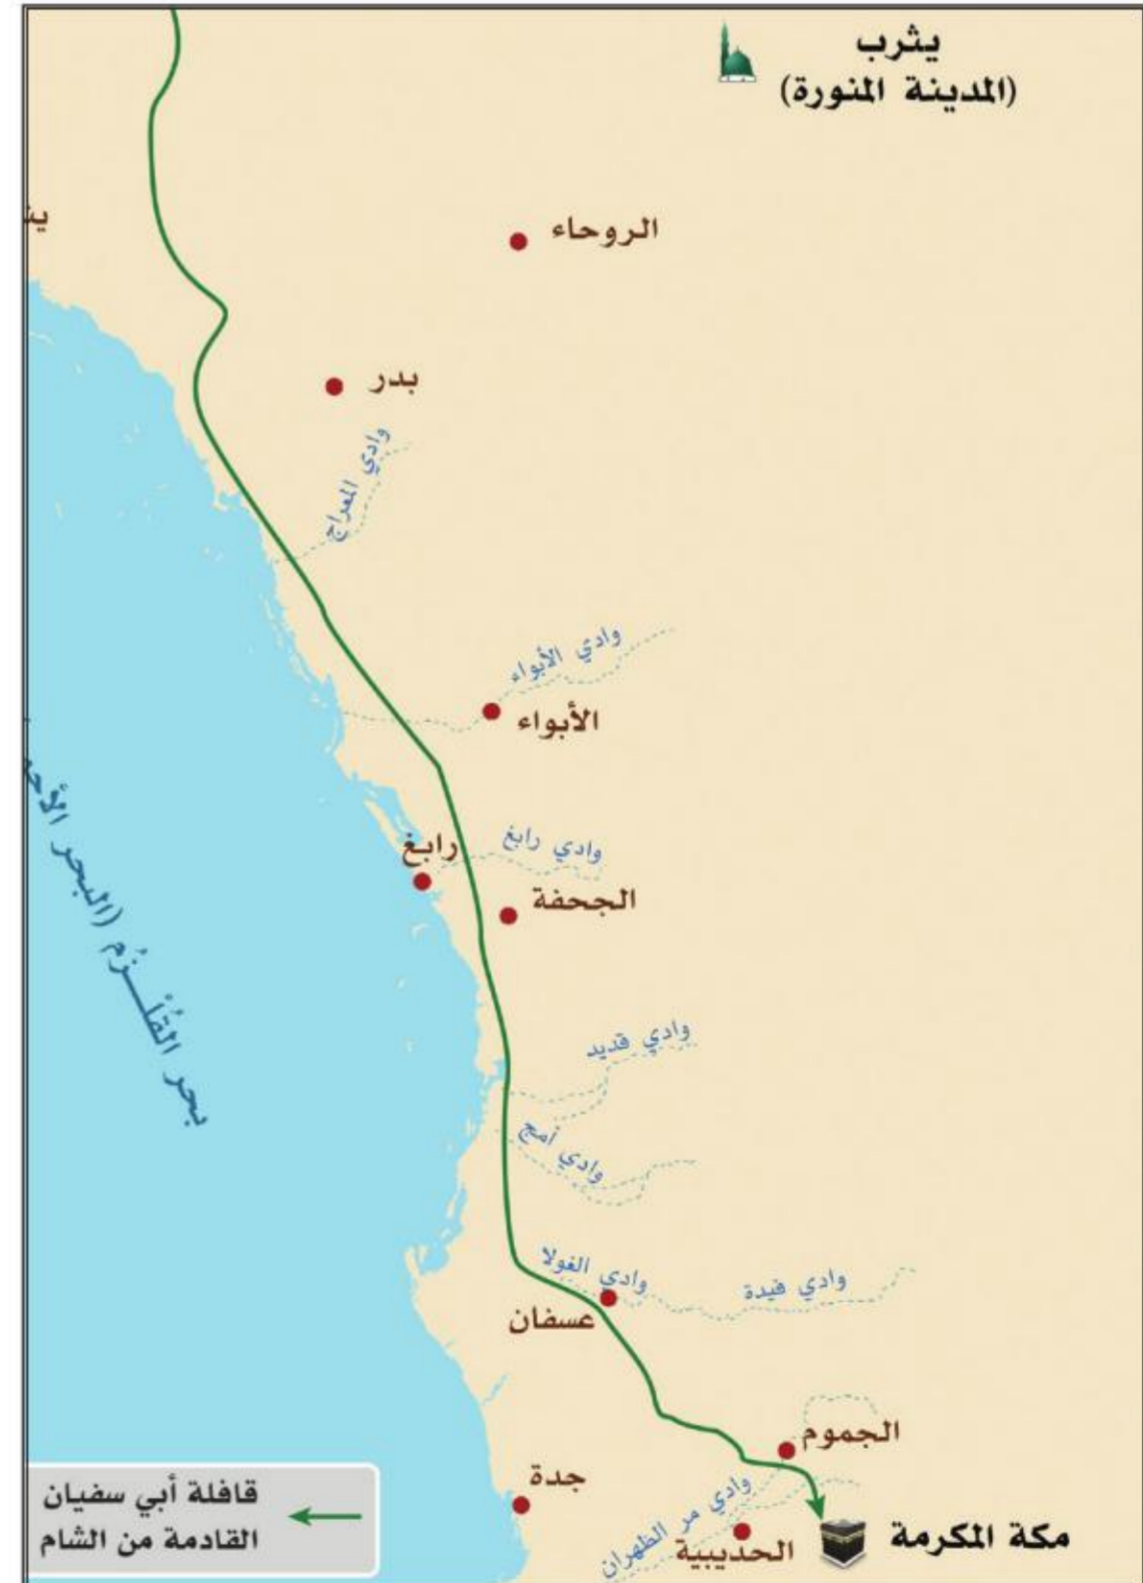 يثرب
(المدينة المنورة)
الروحاء
بدر
وادي المعراج
وادي الأبواء
الأبواء
وادي رابغ
رابغ
الجحفة
بحر القُلْـــزُم (البحر
وادي قديد
وادي أمج
وادي الغولا
وادي فيدة
عسفان
الجموم
جدة
وادي مر الظهران
الحديبية
مكة المكرمة
قافلة أبي سفيان
القادمة من الشام